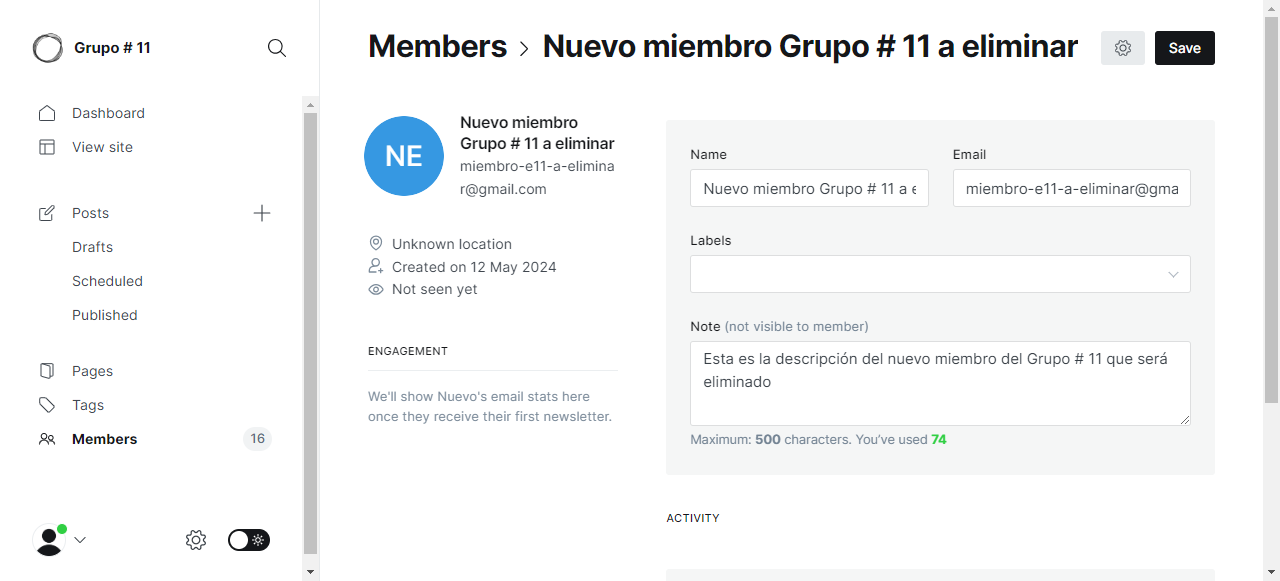 Grupo # 11
Dashboard
View site
Posts
Drafts
Scheduled
Published
Pages
Tags
Members 16
Members > Nuevo miembro Grupo # 11 a eliminar
Save
NE
Nuevo miembro
Grupo # 11 a eliminar
miembro-e11-a-elimina
r@gmail.com
Unknown location
Created on 12 May 2024
Not seen yet
ENGAGEMENT
We'll show Nuevo's email stats here
once they receive their first newsletter.
Name
Nuevo miembro Grupo # 11 a e
Email
miembro-e11-a-eliminar@gma
Labels
Note (not visible to member)
Esta es la descripción del nuevo miembro del Grupo # 11 que será
eliminado
Maximum: 500 characters. You've used 74
ACTIVITY